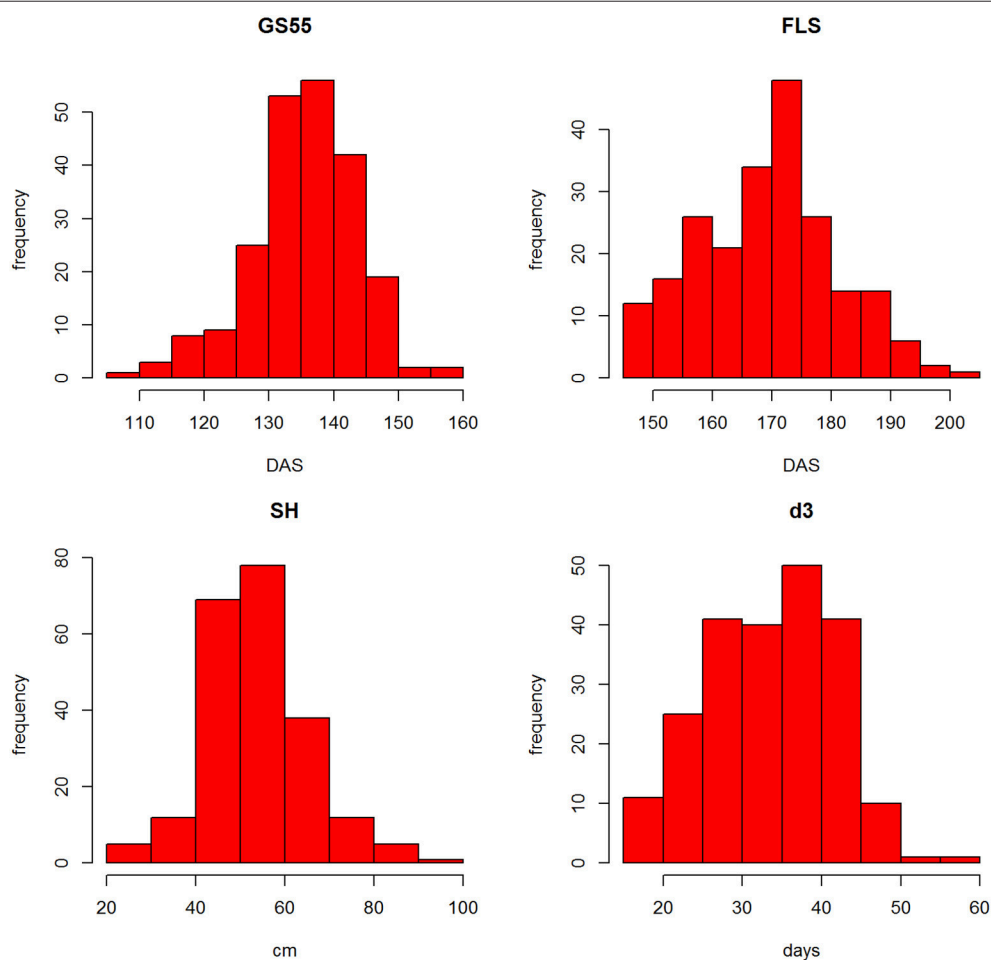 GS55
frequency
0 10 20 30 40 50
110 120 130 140 150 160
DAS
FLS
frequency
0 10 20 30 40
150 160 170 180 190 200
DAS
SH
frequency
0 20 40 60 80
20 40 60 80 100
cm
d3
frequency
0 10 20 30 40 50
20 30 40 50 60
days